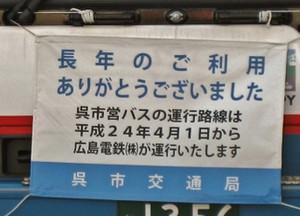 長年のご利用
ありがとうございました
呉市営バスの運行路線は
平成24年4月1日から
広島電鉄㈱が運行いたします
呉市交通局